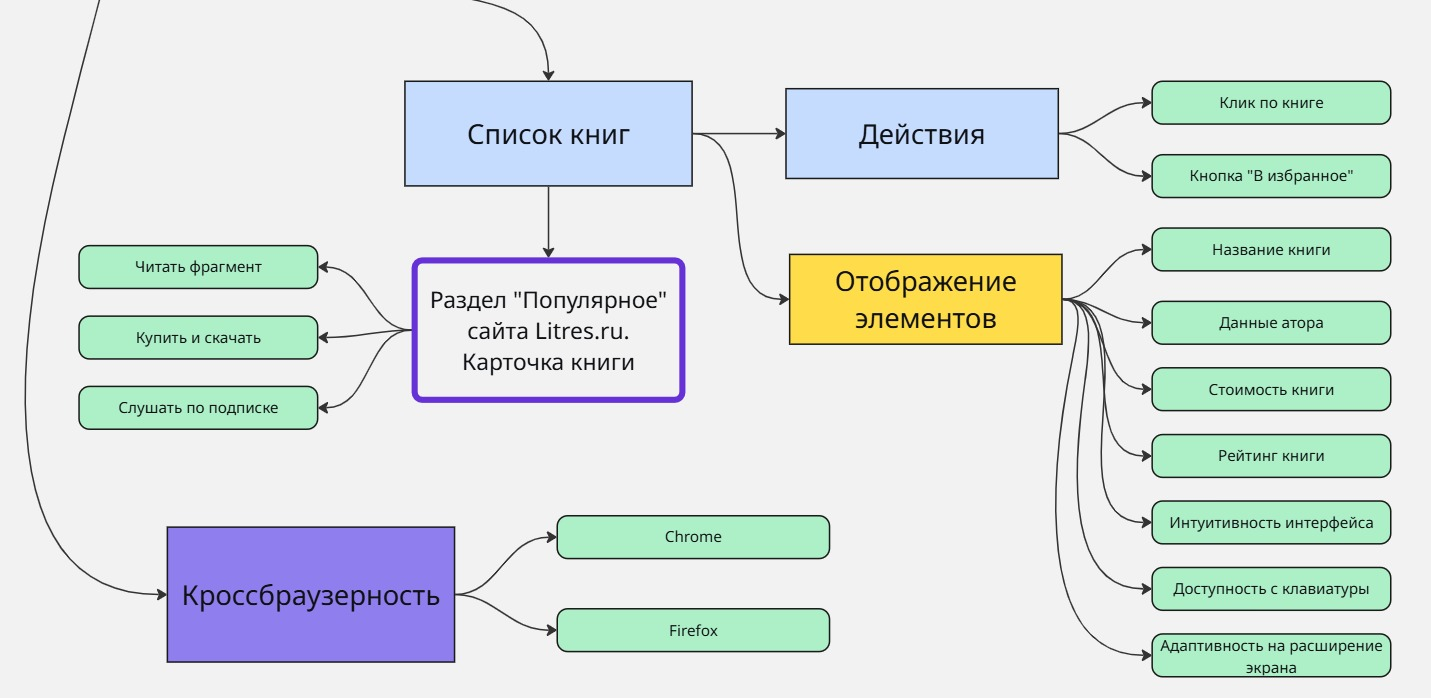 Список книг
Действия
Клик по книге
Кнопка "В избранное"
Читать фрагмент
Купить и скачать
Слушать по подписке
Раздел "Популярное"
сайта Litres.ru.
Карточка книги
Отображение
элементов
Название книги
Данные атора
Стоимость книги
Рейтинг книги
Интуитивность интерфейса
Доступность с клавиатуры
Адаптивность на расширение
экрана
Кроссбраузерность
Chrome
Firefox